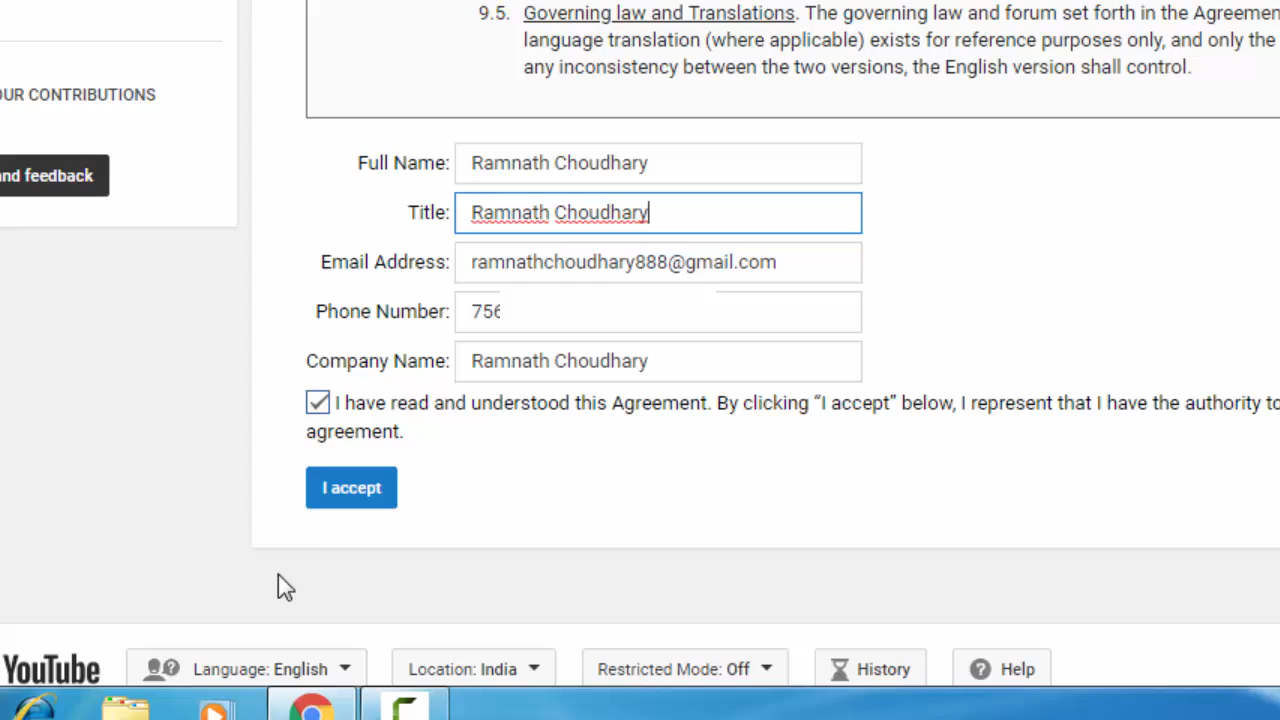 9.5. Governing law and Translations. The governing law and forum set forth in the
language translation (where applicable) exists for reference purposes only, and only the
any inconsistency between the two versions, the English version shall control.
OUR CONTRIBUTIONS
and feedback
Full Name: Ramnath Choudhary
Title: Ramnath Choudhary
Email Address: ramnathchoudhary888@gmail.com
Phone Number: 756
Company Name: Ramnath Choudhary
I have read and understood this Agreement. By clicking “I accept” below, I represent that I have the authority to
agreement.
I accept
YouTube Language: English Location: India Restricted Mode: Off History Help